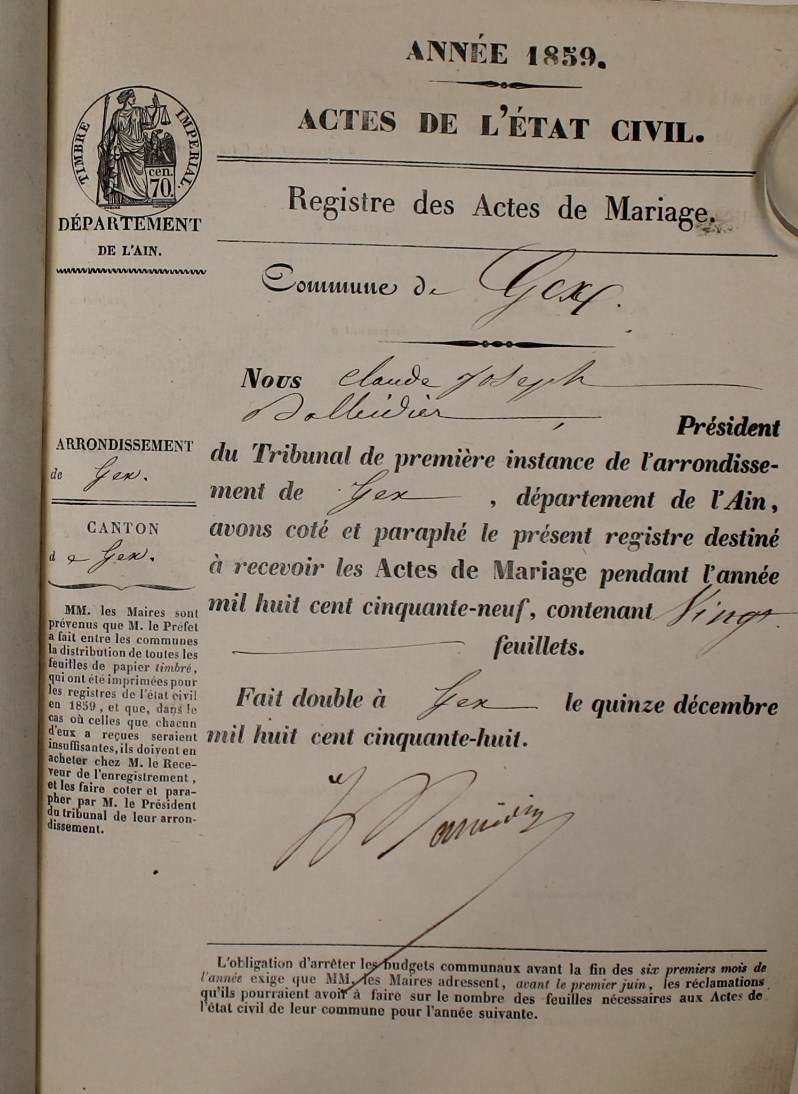 ANNÉE 1859.
ACTES DE L'ÉTAT CIVIL.
TIMBRE IMPERIAL.
cen.
70.
DÉPARTEMENT
DE L'AIN.
Registre des Actes de Mariage.
Commune de Gex.
Nous Claude Joseph
Président
du Tribunal de première instance de l'arrondisse-
ment de Gex, département de l'Ain,
avons coté et paraphé le présent registre destiné
à recevoir les Actes de Mariage pendant l'année
mil huit cent cinquante-neuf, contenant Vingt
feuillets.
Fait double à Gex le quinze décembre
mil huit cent cinquante-huit.
ARRONDISSEMENT
de Gex.
CANTON
de Gex.
MM. les Maires sont
prévenus que M. le Préfet
a fait entre les communes
la distribution de toutes les
feuilles de papier timbré,
qui ont été imprimées pour
les registres de l'état civil
en 1859, et que, dans le
cas où celles que chacun
d'eux a reçues seraient
insuffisantes, ils doivent en
acheter chez M. le Rece-
veur de l'enregistrement,
et les faire coter et para-
pher par M. le Président
du tribunal de leur arron-
dissement.
L'obligation d'arrêter les budgets communaux avant la fin des six premiers mois de
l'année exige que MM. les Maires adressent, avant le premier juin, les réclamations
qu'ils pourraient avoir à faire sur le nombre des feuilles nécessaires aux Actes de
l'état civil de leur commune pour l'année suivante.